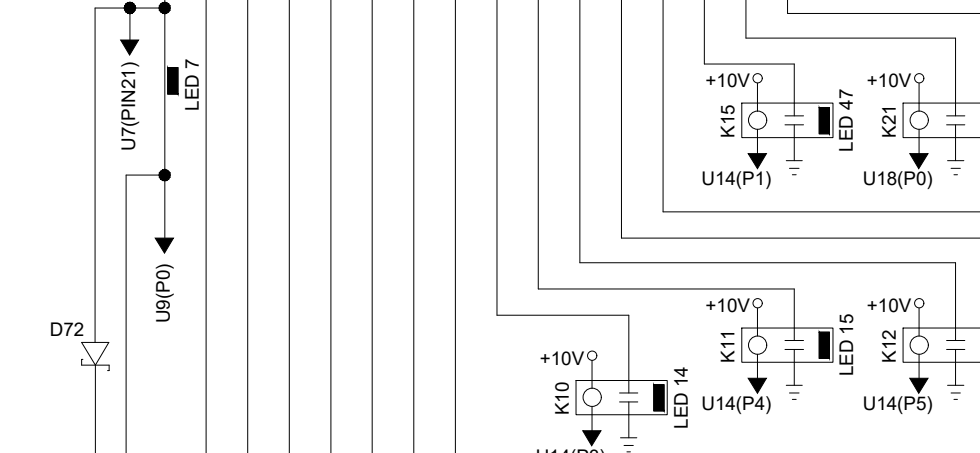 U7(PIN21)
LED 7
U9(P0)
D72
+10V
K15
LED 47
U14(P1)
+10V
K21
U18(P0)
+10V
K11
LED 15
U14(P4)
+10V
K12
U14(P5)
+10V
K10
LED 14